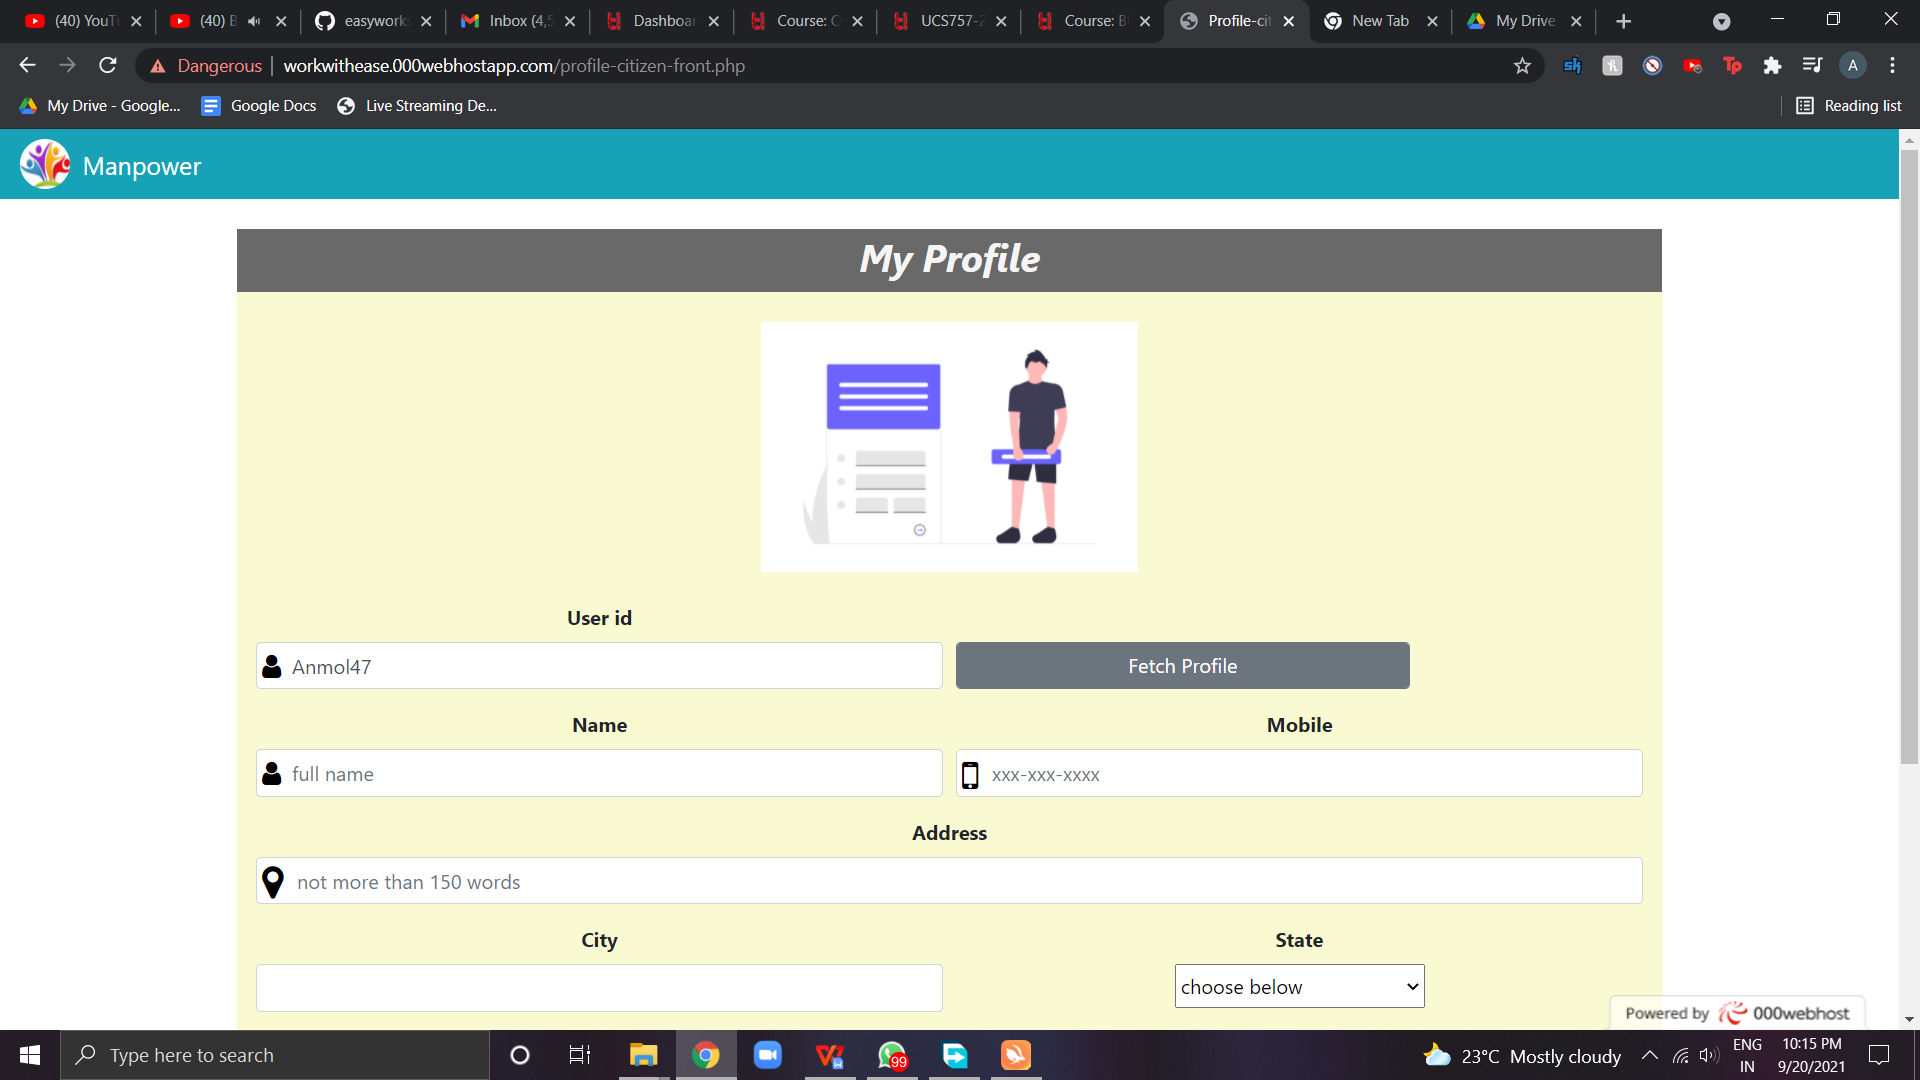 (40) YouTu
(40) B
easywork
Inbox (4,5
Dashboar
Course: C
UCS757-2
Course: B
Profile-cit
New Tab
My Drive
Dangerous
workwithease.000webhostapp.com/profile-citizen-front.php
sk
Tp
A
My Drive - Google...
Google Docs
Live Streaming De...
Reading list
Manpower
My Profile
User id
Anmol47
Fetch Profile
Name
Mobile
full name
xxx-xxx-xxxx
Address
not more than 150 words
City
State
choose below
Powered by 000webhost
Type here to search
99
23°C Mostly cloudy
ENG
IN
10:15 PM
9/20/2021